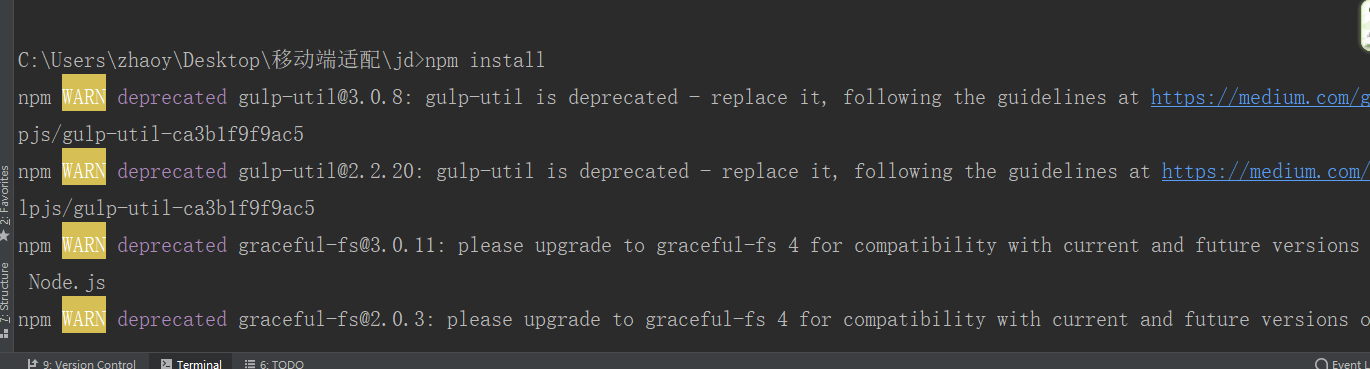 C:\Users\zhaoy\Desktop\移动端适配\jd>npm install
npm WARN deprecated gulp-util@3.0.8: gulp-util is deprecated - replace it, following the guidelines at https://medium.com/g
pjs/gulp-util-ca3b1f9f9ac5
npm WARN deprecated gulp-util@2.2.20: gulp-util is deprecated - replace it, following the guidelines at https://medium.com/
lpjs/gulp-util-ca3b1f9f9ac5
npm WARN deprecated graceful-fs@3.0.11: please upgrade to graceful-fs 4 for compatibility with current and future versions
Node.js
npm WARN deprecated graceful-fs@2.0.3: please upgrade to graceful-fs 4 for compatibility with current and future versions o
2: Favorites
7: Structure
9: Version Control
Terminal
6: TODO
Event L